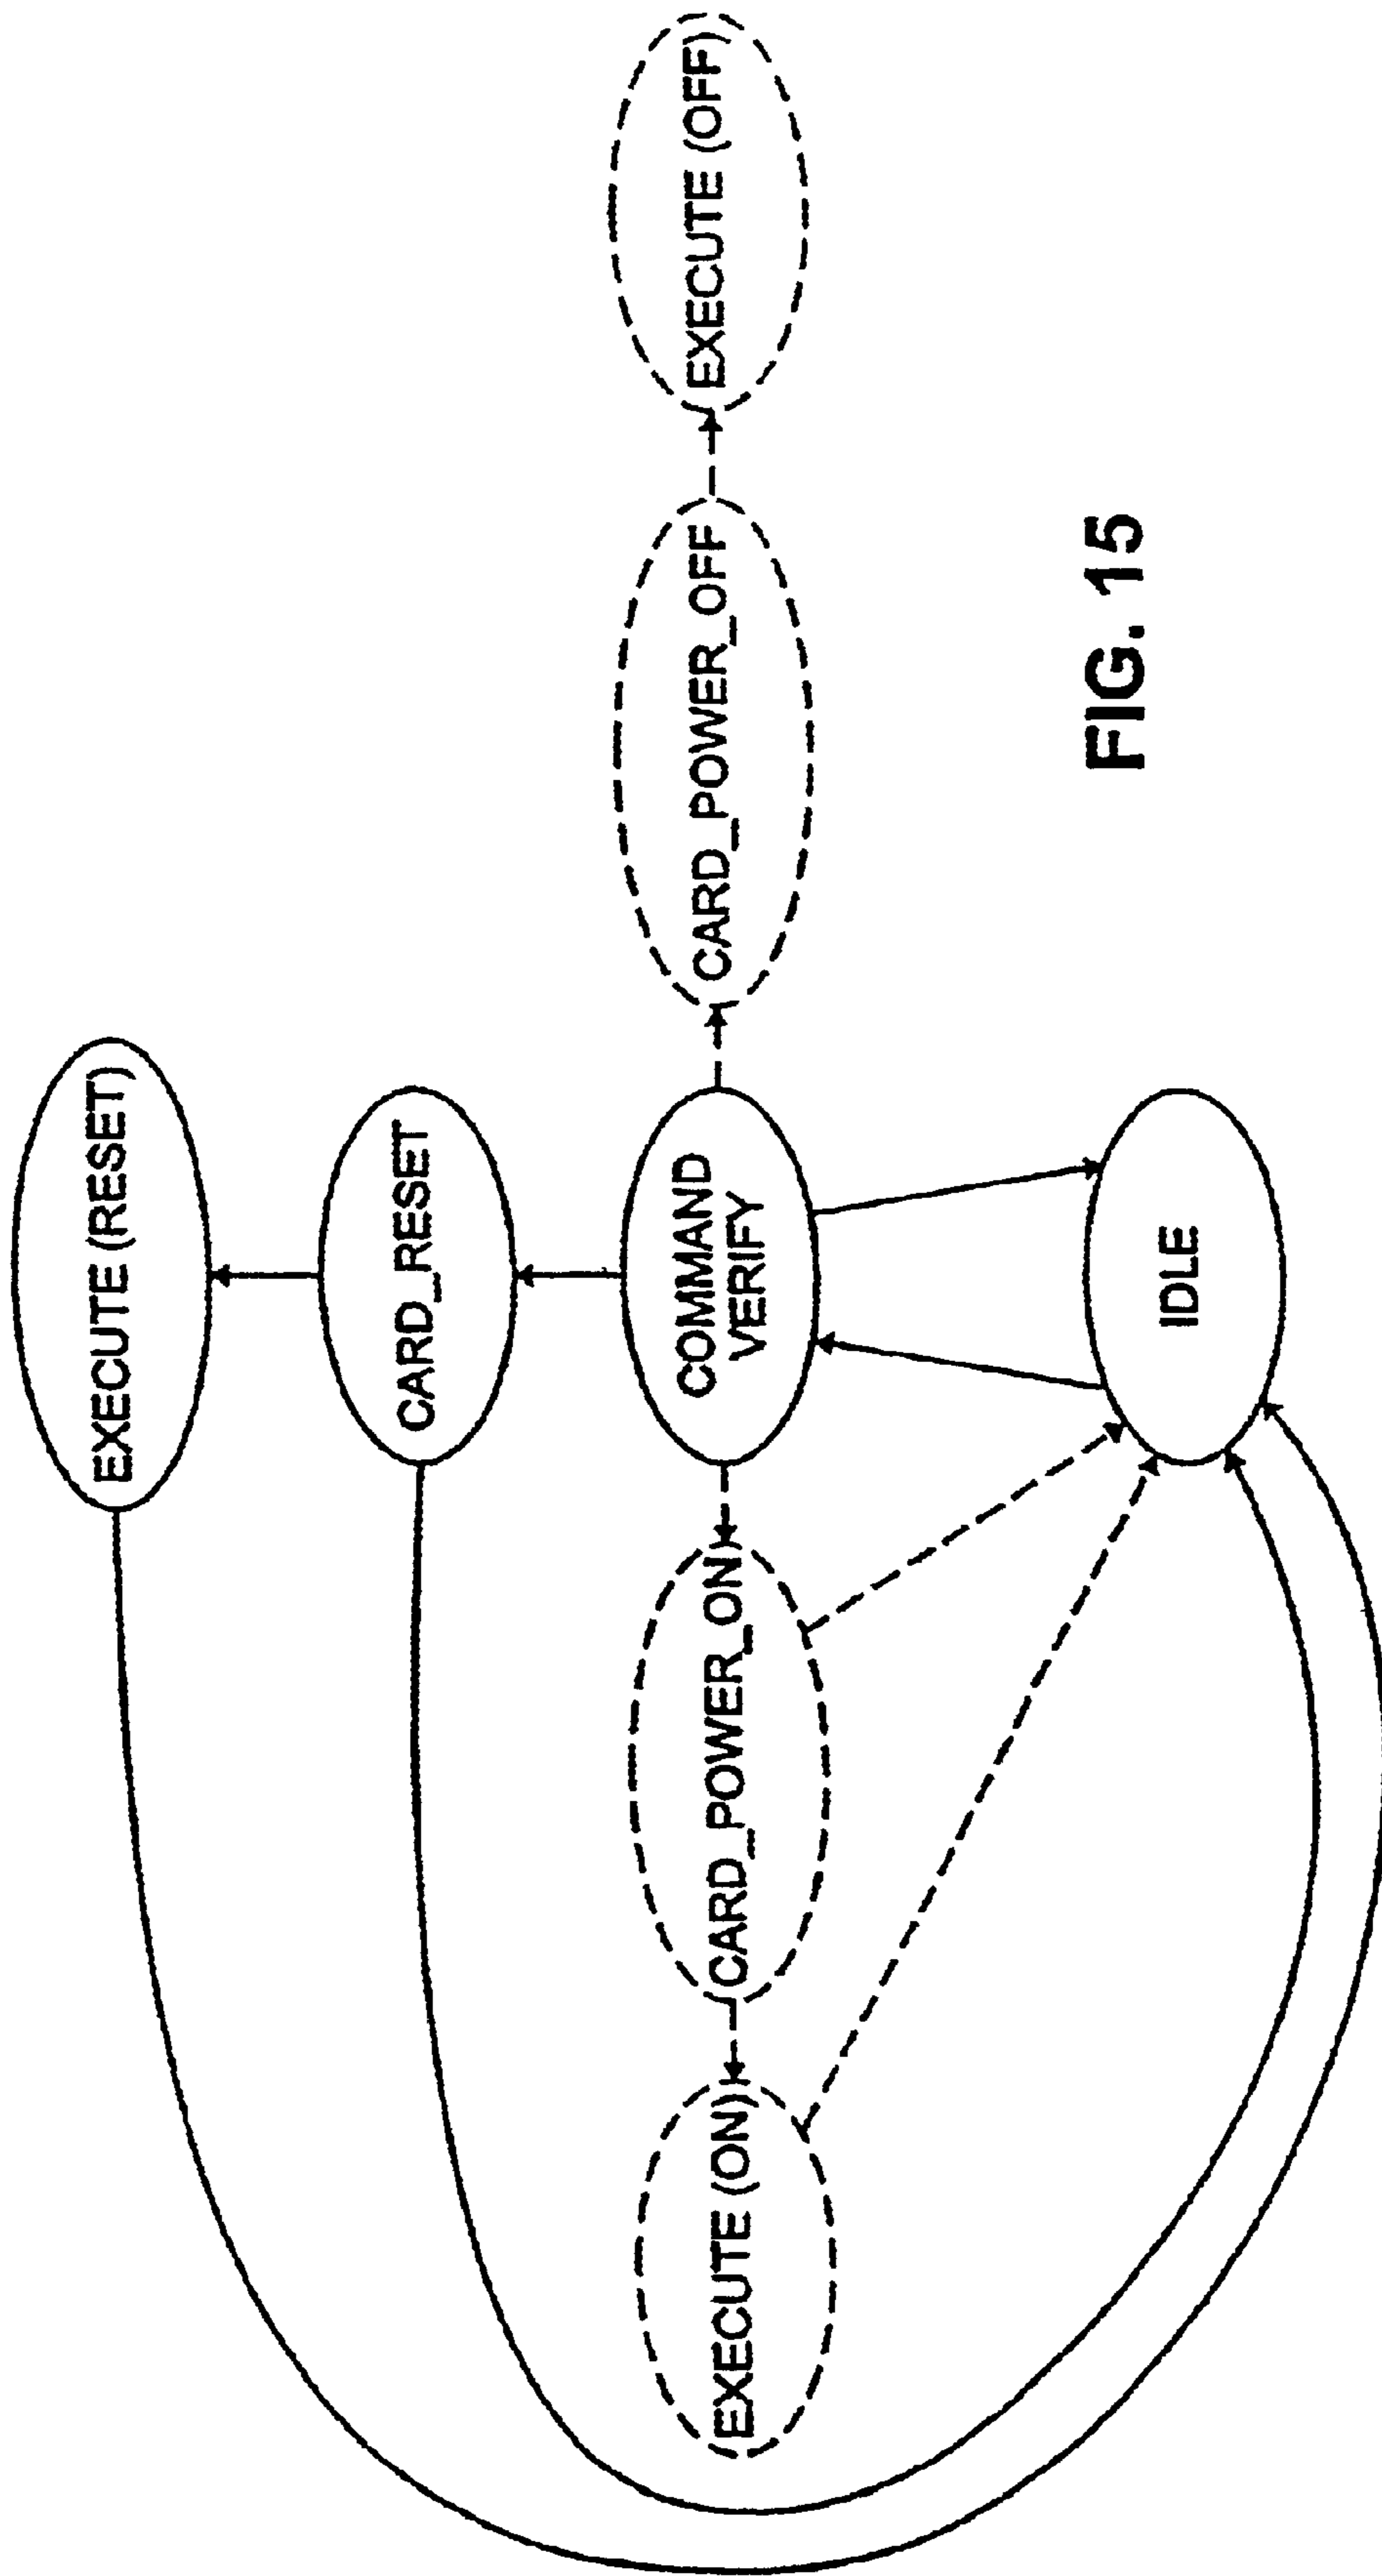 EXECUTE (RESET)
CARD_RESET
EXECUTE (ON)
CARD_POWER_ON
COMMAND
VERIFY
CARD_POWER_OFF
EXECUTE (OFF)
IDLE
FIG. 15